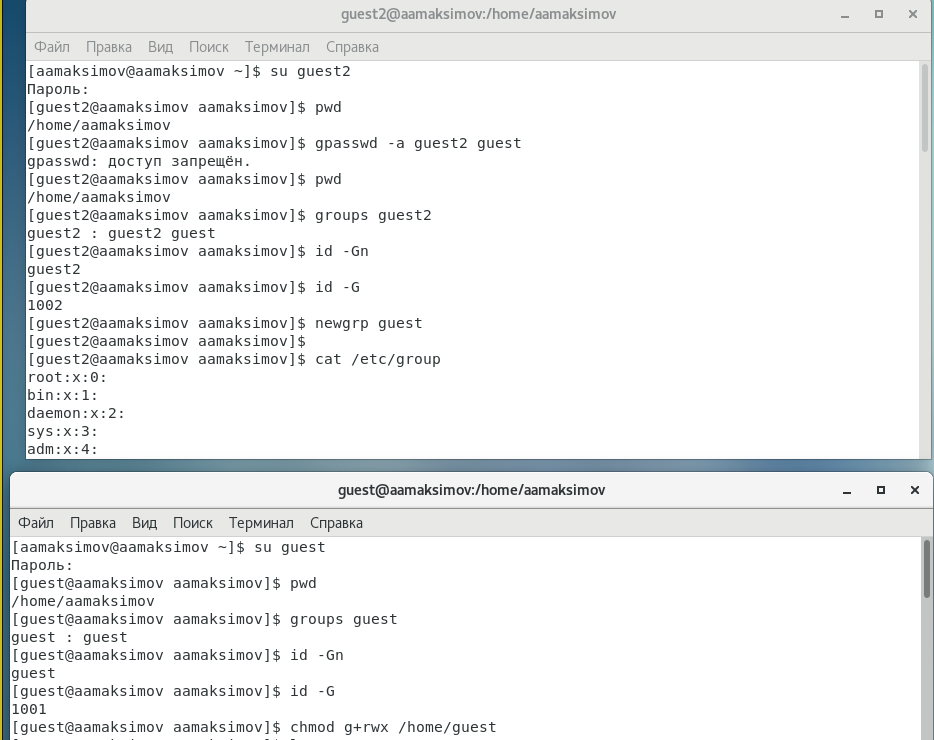 guest2@aamaksimov:/home/aamaksimov
Файл Правка Вид Поиск Терминал Справка
[aamaksimov@aamaksimov ~]$ su guest2
Пароль:
[guest2@aamaksimov aamaksimov]$ pwd
/home/aamaksimov
[guest2@aamaksimov aamaksimov]$ gpasswd -a guest2 guest
gpasswd: доступ запрещён.
[guest2@aamaksimov aamaksimov]$ pwd
/home/aamaksimov
[guest2@aamaksimov aamaksimov]$ groups guest2
guest2 : guest2 guest
[guest2@aamaksimov aamaksimov]$ id -Gn
guest2
[guest2@aamaksimov aamaksimov]$ id -G
1002
[guest2@aamaksimov aamaksimov]$ newgrp guest
[guest2@aamaksimov aamaksimov]$
[guest2@aamaksimov aamaksimov]$ cat /etc/group
root:x:0:
bin:x:1:
daemon:x:2:
sys:x:3:
adm:x:4:
guest@aamaksimov:/home/aamaksimov
Файл Правка Вид Поиск Терминал Справка
[aamaksimov@aamaksimov ~]$ su guest
Пароль:
[guest@aamaksimov aamaksimov]$ pwd
/home/aamaksimov
[guest@aamaksimov aamaksimov]$ groups guest
guest : guest
[guest@aamaksimov aamaksimov]$ id -Gn
guest
[guest@aamaksimov aamaksimov]$ id -G
1001
[guest@aamaksimov aamaksimov]$ chmod g+rwx /home/guest